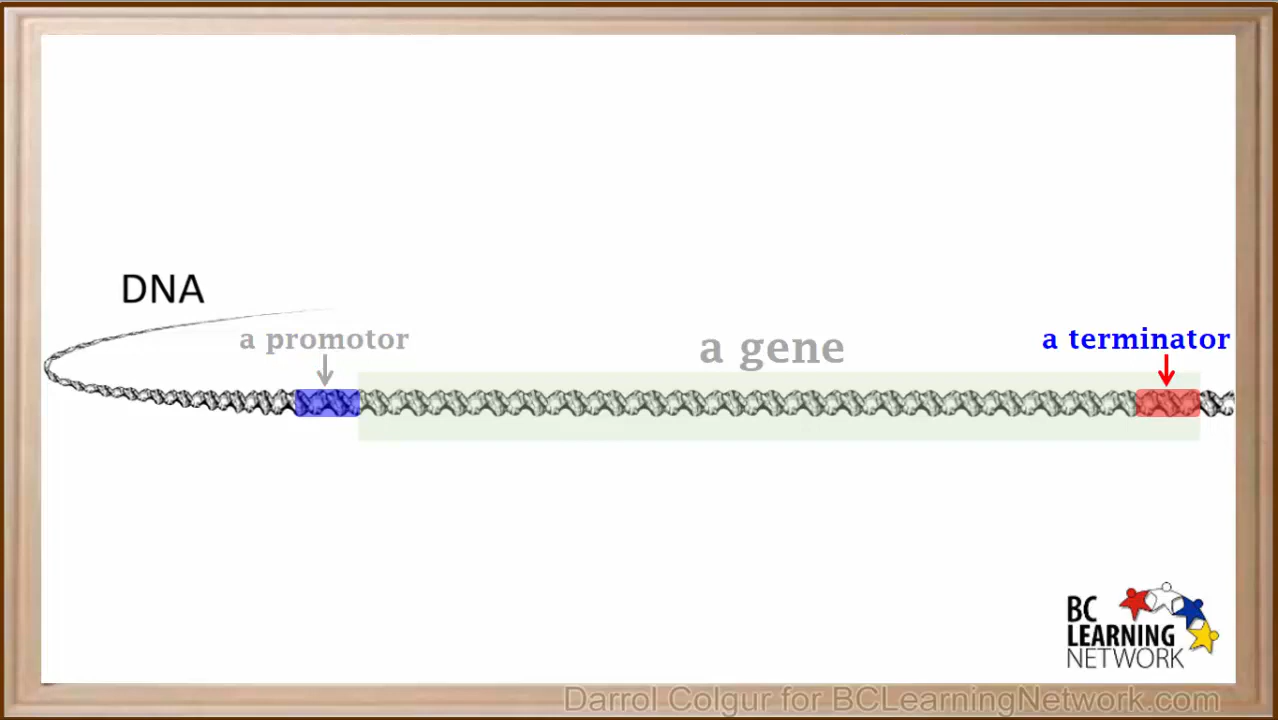 DNA
a promotor
a gene
a terminator
BC
LEARNING
NETWORK
Darrol Colgur for BCLearningNetwork.com